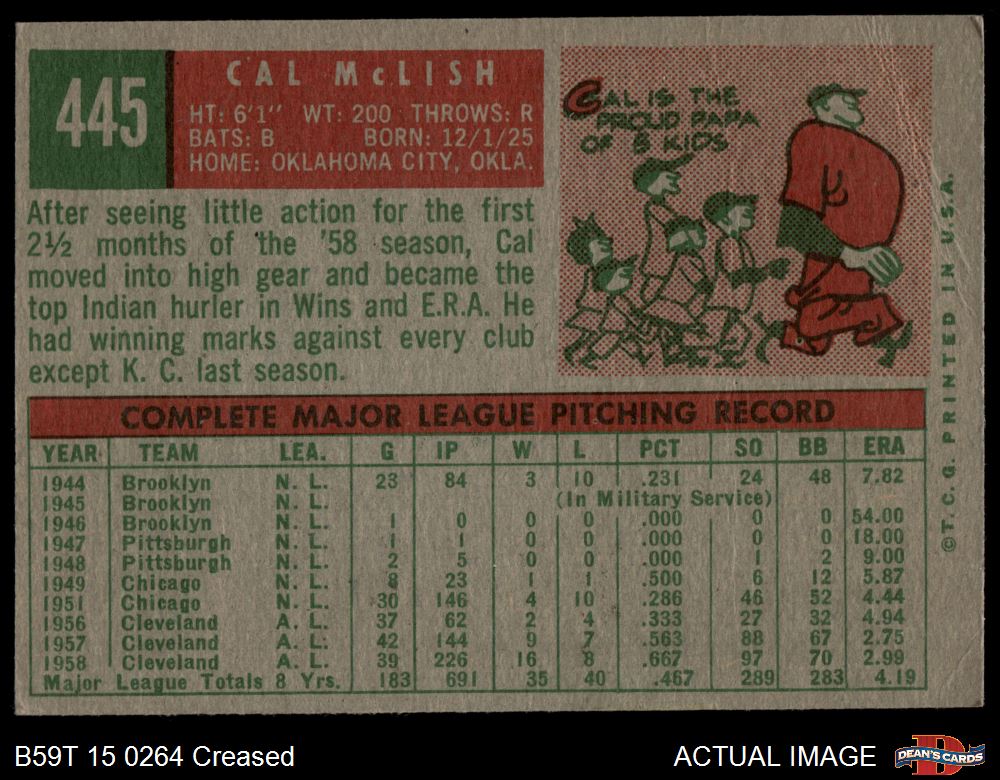 445
CAL McLISH
HT: 6'1" WT: 200 THROWS: R
BATS: B BORN: 12/1/25
HOME: OKLAHOMA CITY, OKLA.
CAL IS THE
PROUD PAPA
OF 5 KIDS
After seeing little action for the first
2½ months of the '58 season, Cal
moved into high gear and became the
top Indian hurler in Wins and E.R.A. He
had winning marks against every club
except K. C. last season.
COMPLETE MAJOR LEAGUE PITCHING RECORD
YEAR TEAM LEA. G IP W L PCT SO BB ERA
1944 Brooklyn N. L. 23 84 3 10 .231 24 48 7.82
1945 Brooklyn N. L. (In Military Service)
1946 Brooklyn N. L. 1 0 0 0 .000 0 0 54.00
1947 Pittsburgh N. L. 1 1 0 0 .000 0 0 18.00
1948 Pittsburgh N. L. 2 5 0 0 .000 1 2 9.00
1949 Chicago N. L. 8 23 1 1 .500 6 12 5.87
1951 Chicago N. L. 30 146 4 10 .286 46 52 4.44
1956 Cleveland A. L. 37 62 2 4 .333 27 32 4.94
1957 Cleveland A. L. 42 144 9 7 .563 88 67 2.75
1958 Cleveland A. L. 39 226 16 8 .667 97 70 2.99
Major League Totals 8 Yrs. 183 691 35 40 .467 289 283 4.19
©T. C. G. PRINTED IN U.S.A.
B59T 15 0264 Creased
ACTUAL IMAGE
D
DEAN'S CARDS